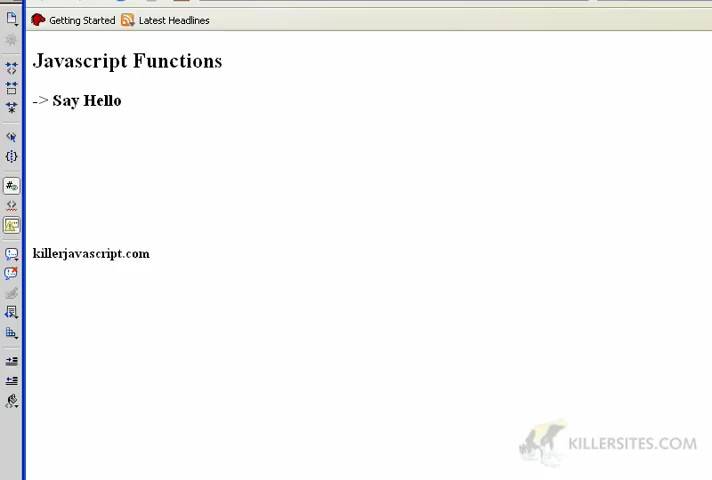 Getting Started Latest Headlines
Javascript Functions
-> Say Hello
killerjavascript.com
KILLERSITES.COM